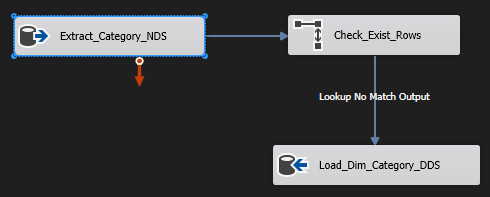 Extract_Category_NDS
Check_Exist_Rows
Lookup No Match Output
Load_Dim_Category_DDS